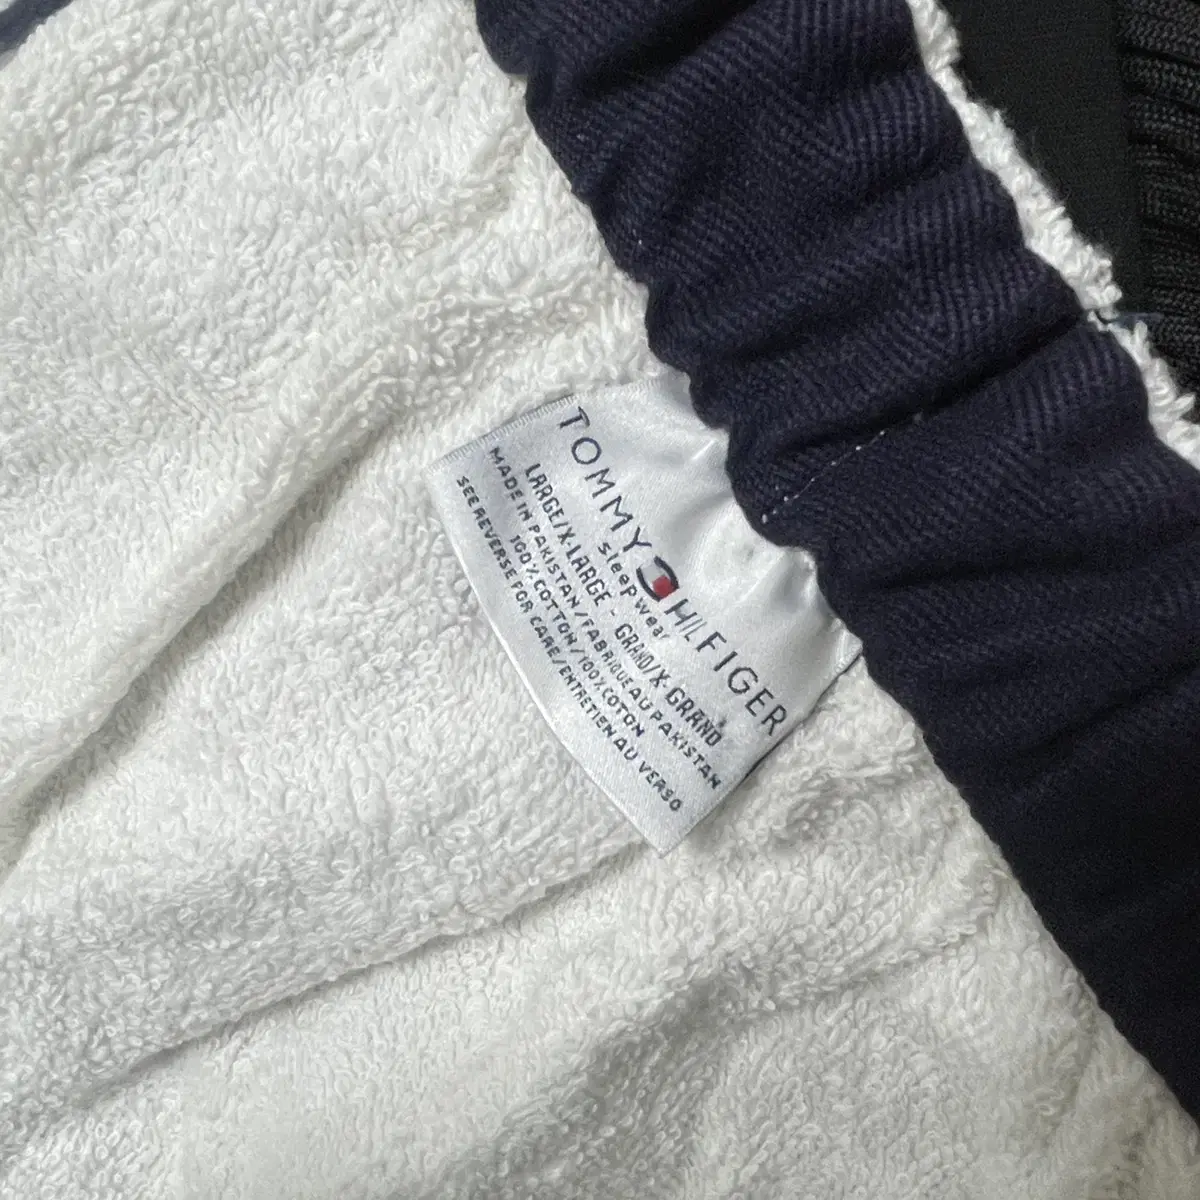 TOMMY HILFIGER
sleepwear
LARGE/X-LARGE - GRAND/X-GRAND
MADE IN PAKISTAN/FABRIQUE AU PAKISTAN
100% COTTON/100% COTON
SEE REVERSE FOR CARE/ENTRETIEN AU VERSO